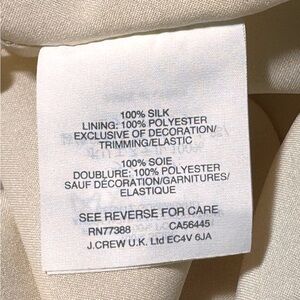 100% SILK
LINING: 100% POLYESTER
EXCLUSIVE OF DECORATION/
TRIMMING/ELASTIC
100% SOIE
DOUBLURE: 100% POLYESTER
SAUF DÉCORATION/GARNITURES/
ELASTIQUE
SEE REVERSE FOR CARE
RN77388 CA56445
J.CREW U.K. Ltd EC4V 6JA